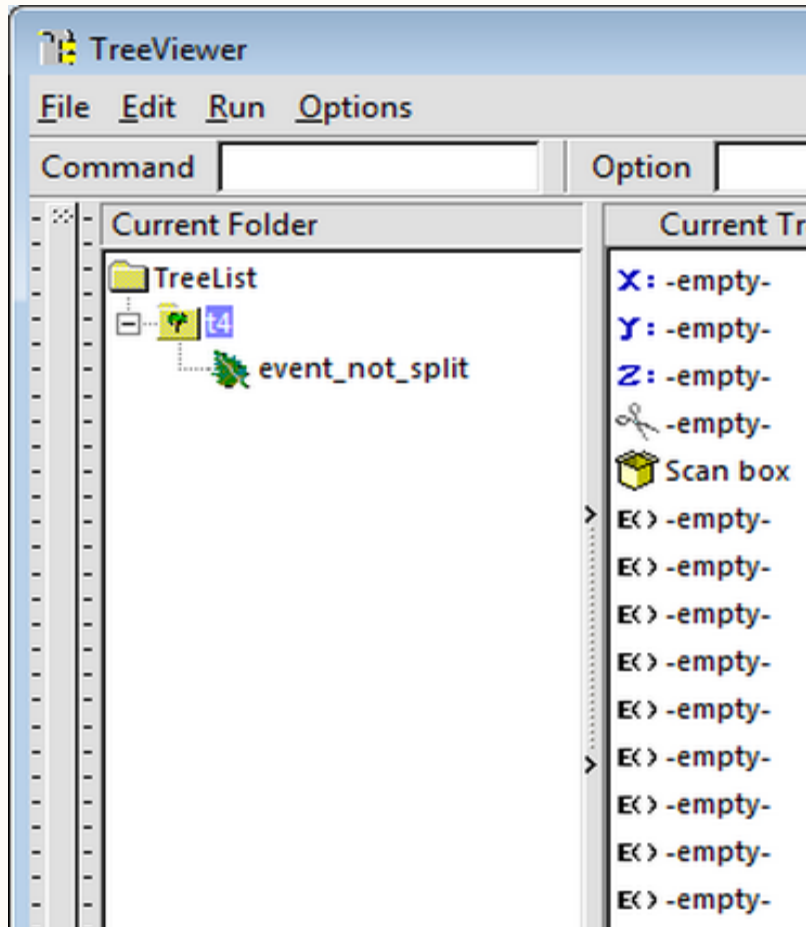 TreeViewer
File Edit Run Options
Command Option
Current Folder
TreeList
t4
event_not_split
Current Tr
X: -empty-
Y: -empty-
Z: -empty-
-empty-
Scan box
E() -empty-
E() -empty-
E() -empty-
E() -empty-
E() -empty-
E() -empty-
E() -empty-
E() -empty-
E() -empty-